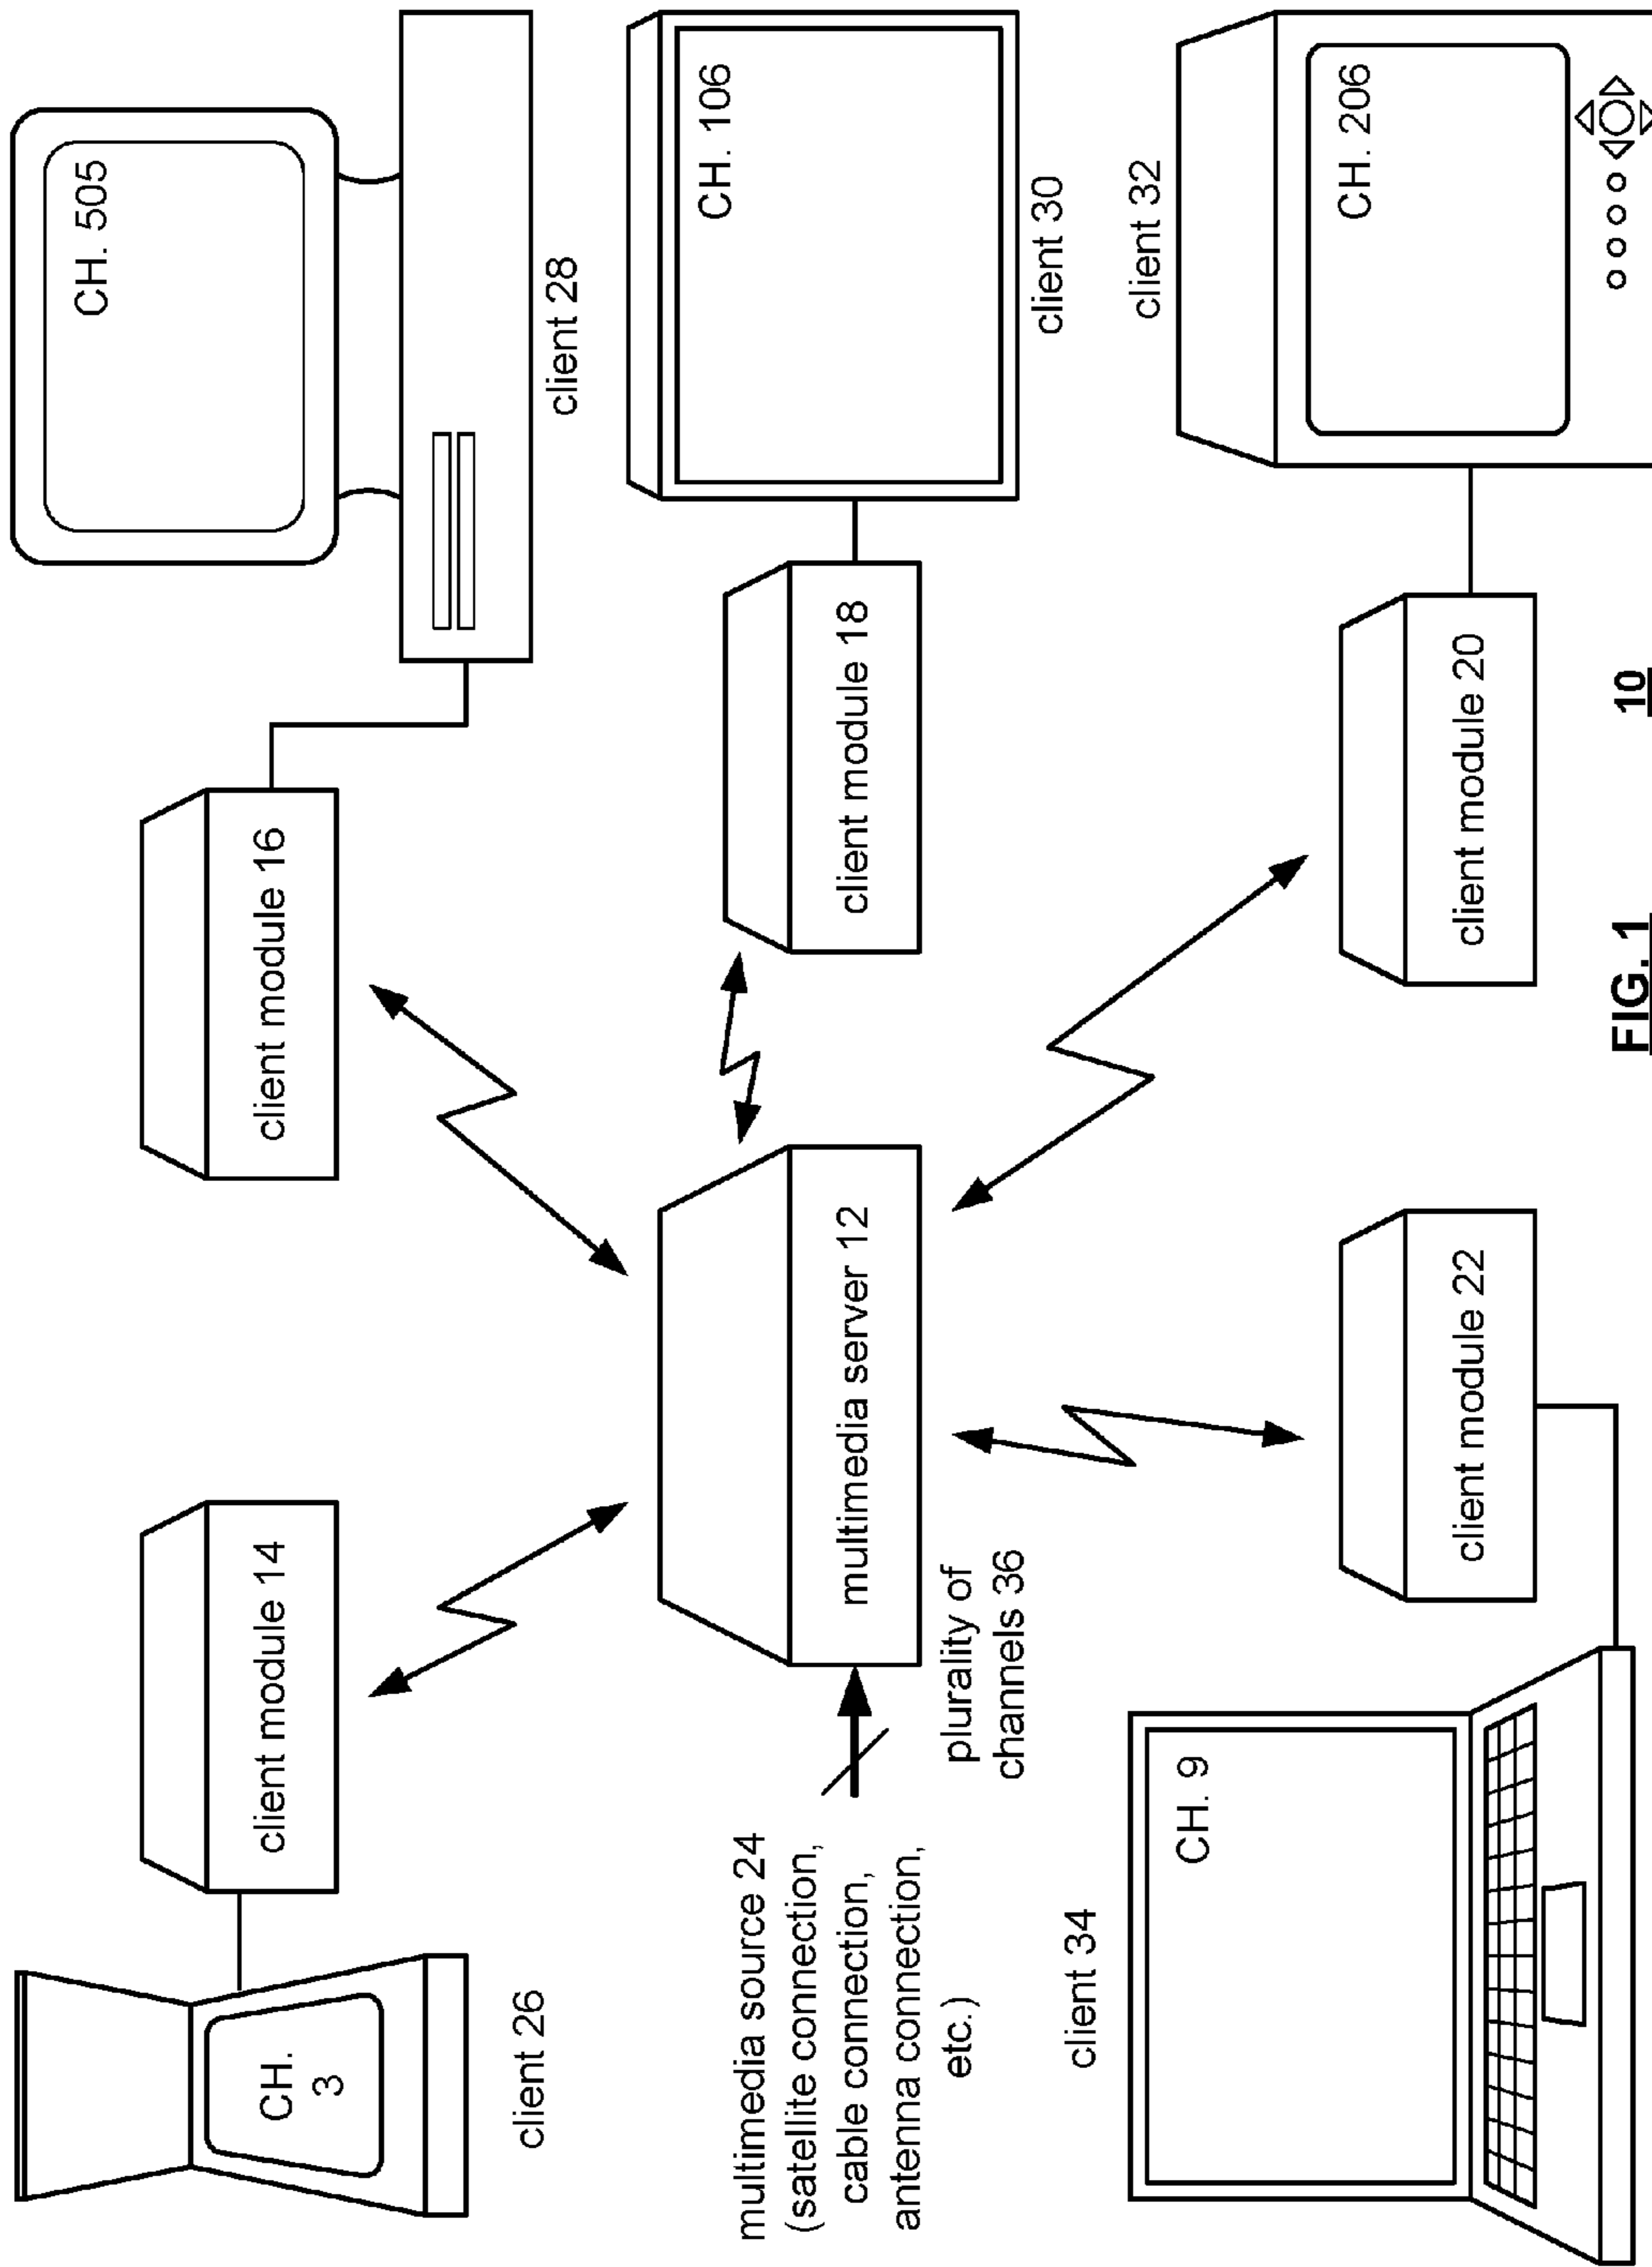 CH.
3
client 26
client module 14
client module 16
CH. 505
client 28
multimedia source 24
(satellite connection,
cable connection,
antenna connection,
etc.)
plurality of
channels 36
multimedia server 12
client module 18
CH. 106
client 30
client 34
CH. 9
client module 22
client module 20
client 32
CH. 206
FIG. 1
10